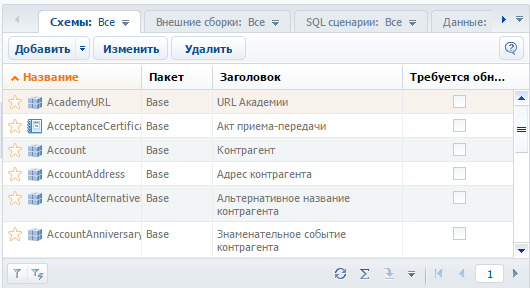 Схемы: Все Внешние сборки: Все SQL сценарии: Все Данные:
Добавить Изменить Удалить
Название Пакет Заголовок Требуется обн...
AcademyURL Base URL Академии
AcceptanceCertifica Base Акт приема-передачи
Account Base Контрагент
AccountAddress Base Адрес контрагента
AccountAlternative Base Альтернативное название
контрагента
AccountAnniversary Base Знаменательное событие
контрагента
1